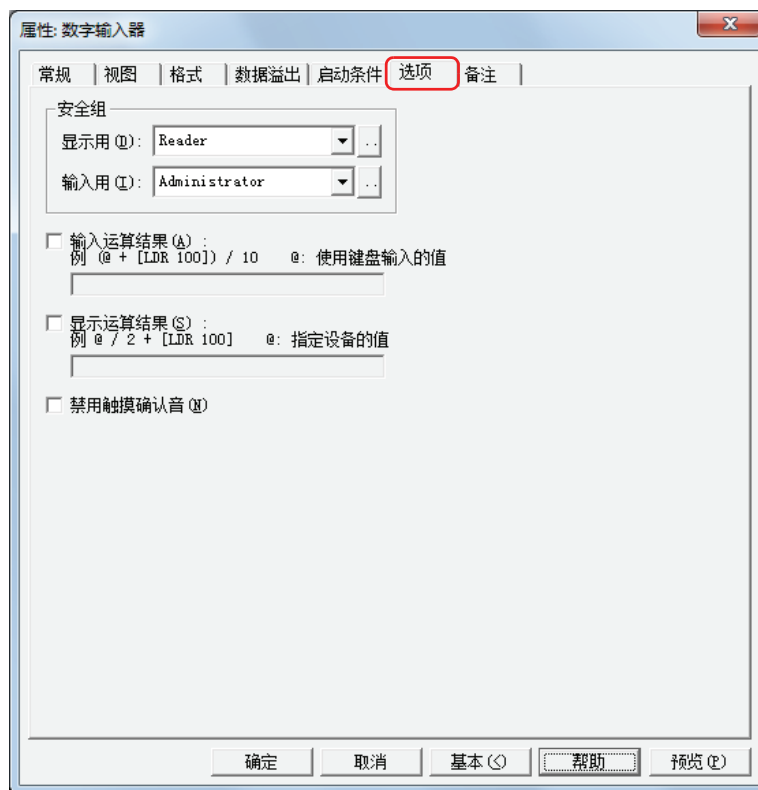 属性: 数字输入器
常规 视图 格式 数据溢出 启动条件 选项 备注
安全组
显示用(D): Reader ..
输入用(I): Administrator ..
输入运算结果(A) :
例 (@ + [LDR 100]) / 10 @: 使用键盘输入的值
显示运算结果(S) :
例 @ / 2 + [LDR 100] @: 指定设备的值
禁用触摸确认音(N)
确定 取消 基本(<) 帮助 预览(P)